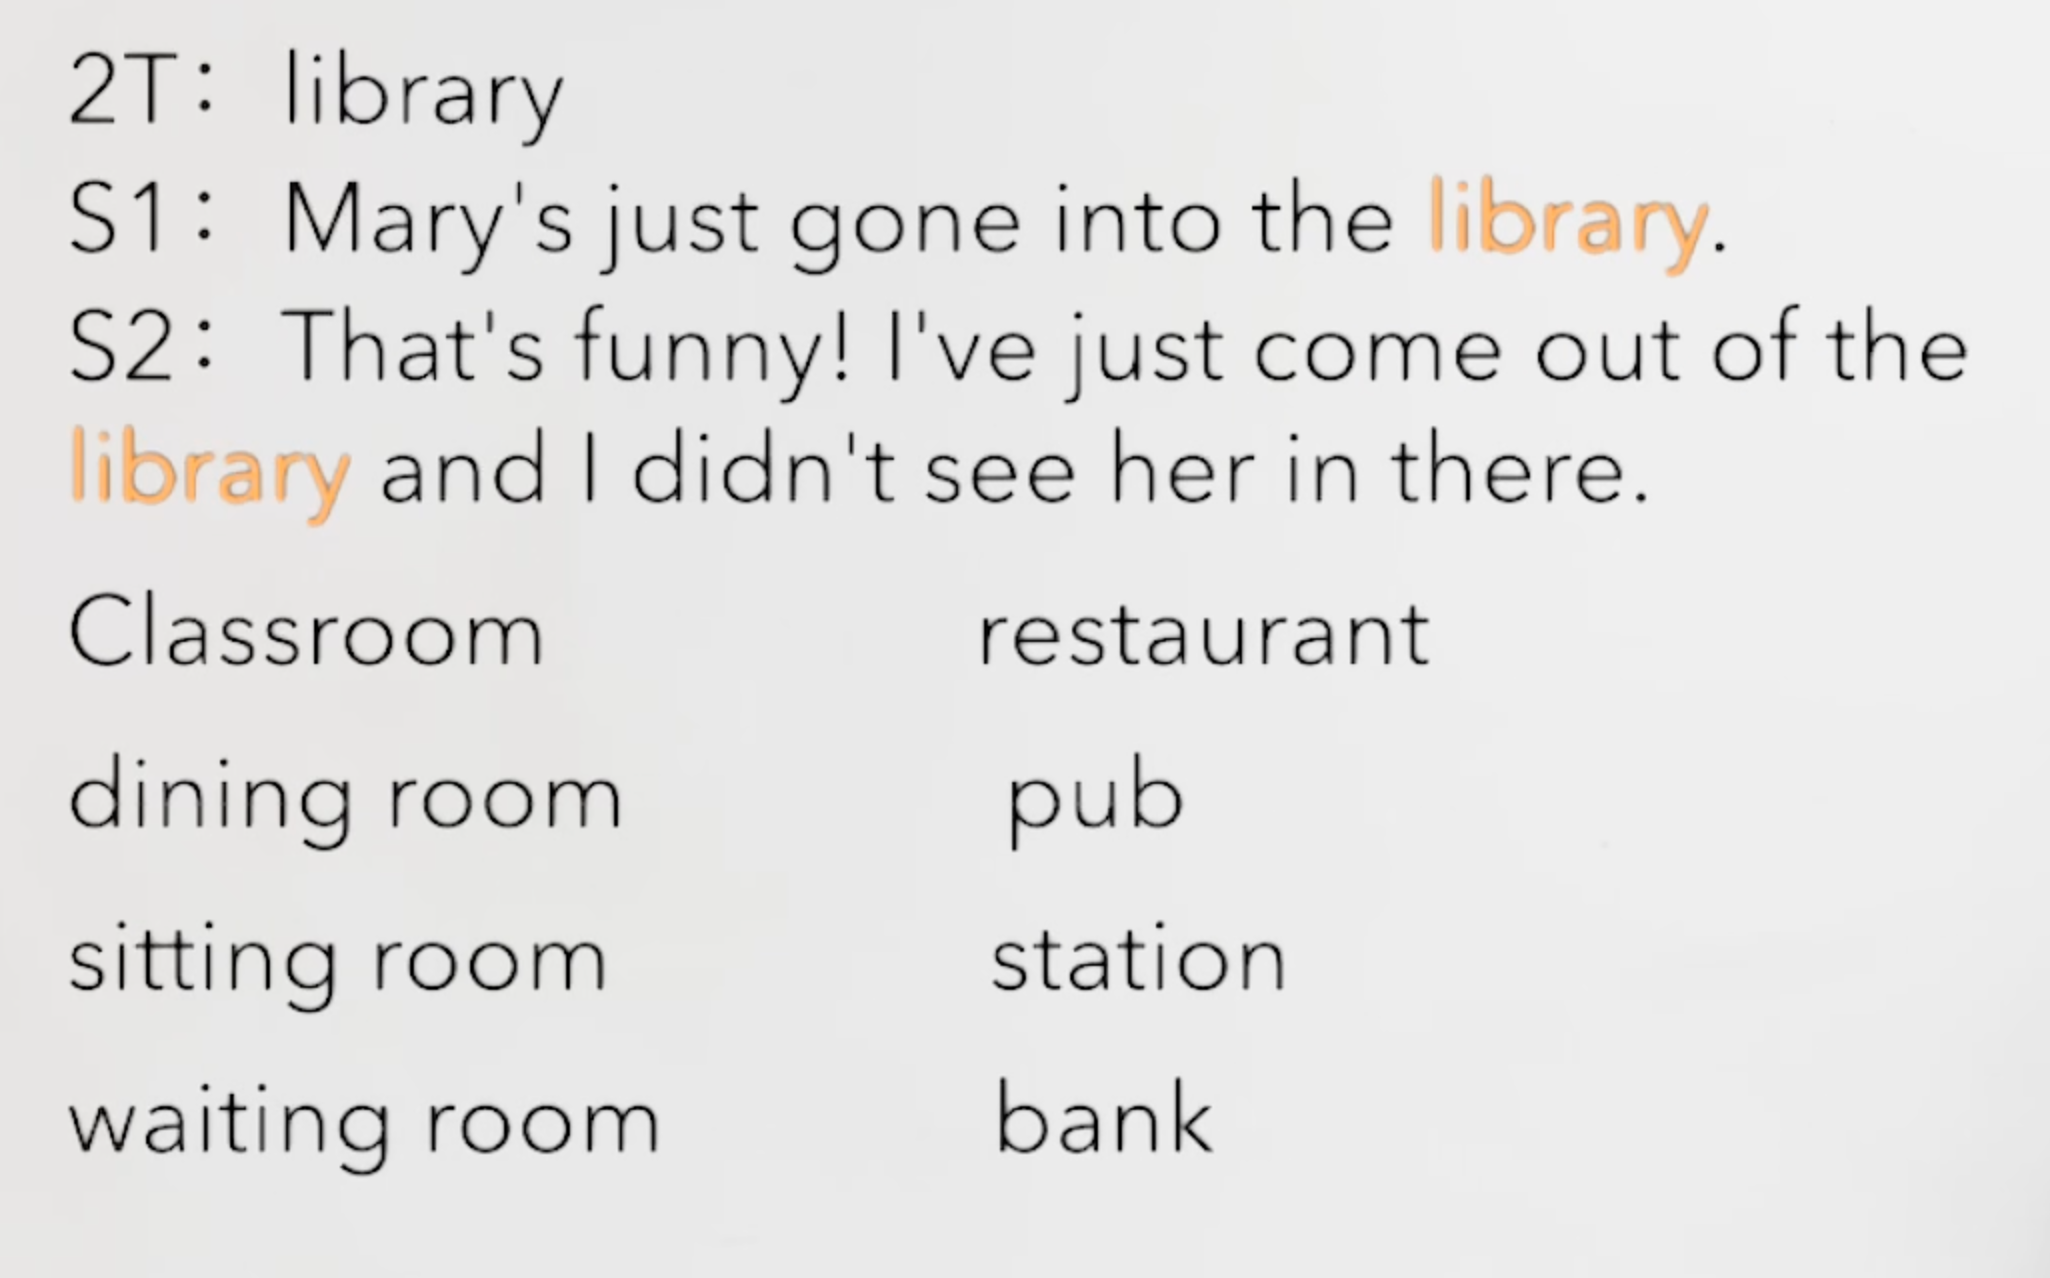 2T: library
S1: Mary's just gone into the library.
S2: That's funny! I've just come out of the
library and I didn't see her in there.
Classroom restaurant
dining room pub
sitting room station
waiting room bank